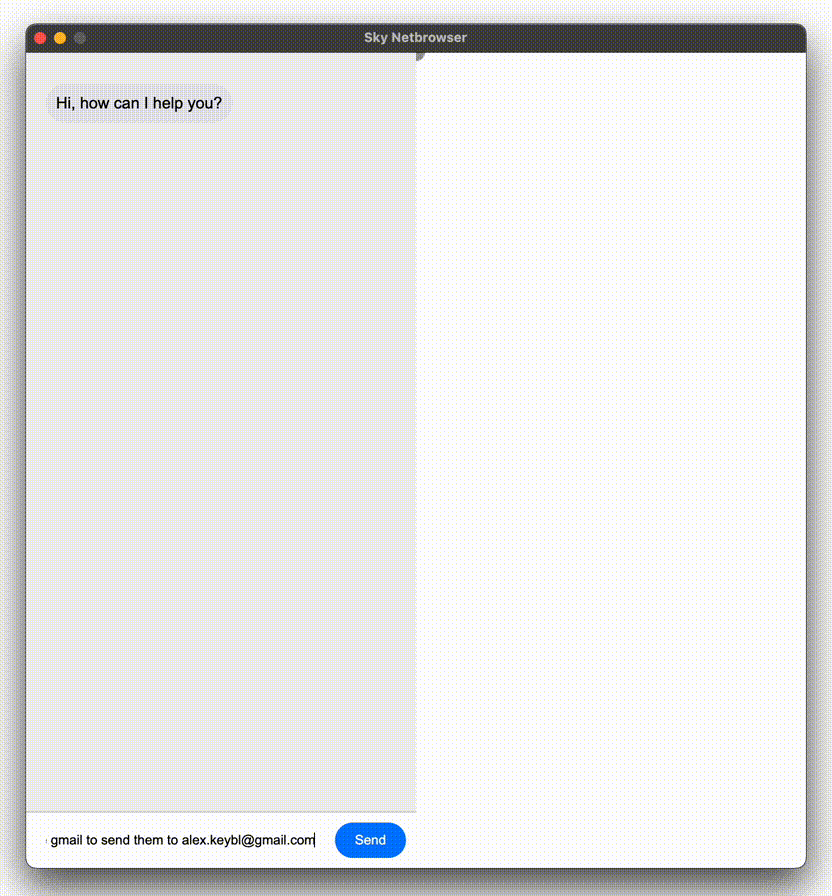 Sky Netbrowser
Hi, how can I help you?
gmail to send them to alex.keybl@gmail.com
Send